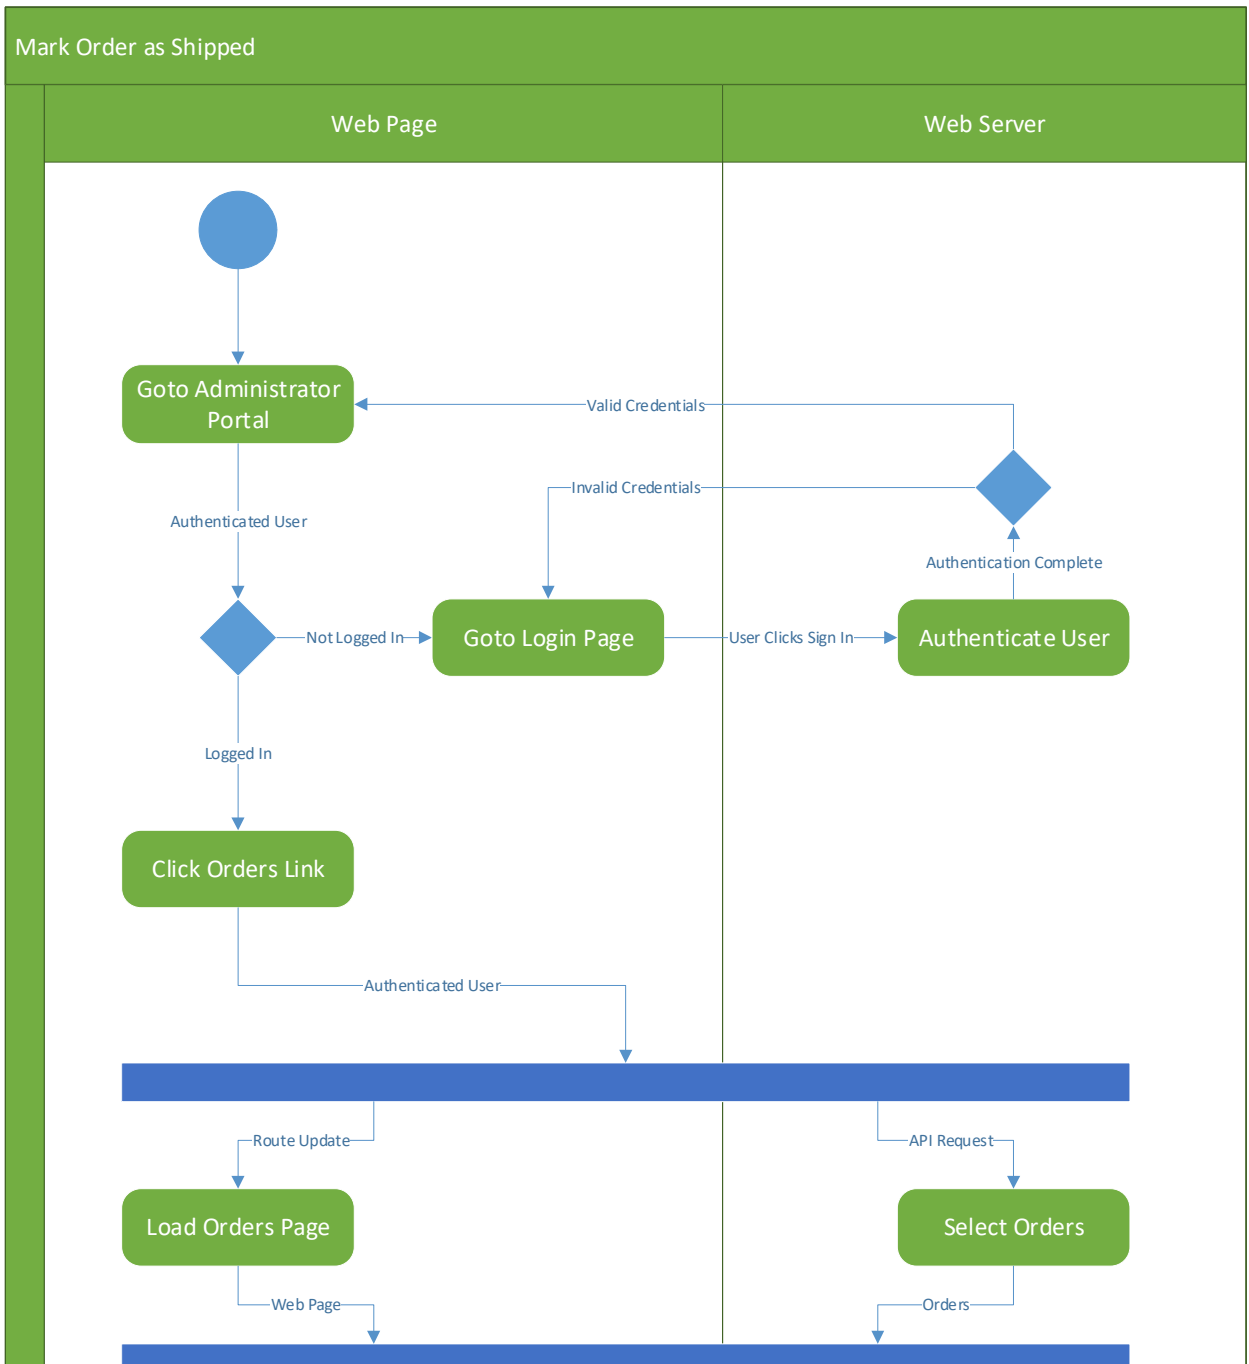 Mark Order as Shipped
Web Page
Web Server
Goto Administrator
Portal
Valid Credentials
Invalid Credentials
Authenticated User
Authentication Complete
Not Logged In
Goto Login Page
User Clicks Sign In
Authenticate User
Logged In
Click Orders Link
Authenticated User
Route Update
API Request
Load Orders Page
Select Orders
Web Page
Orders